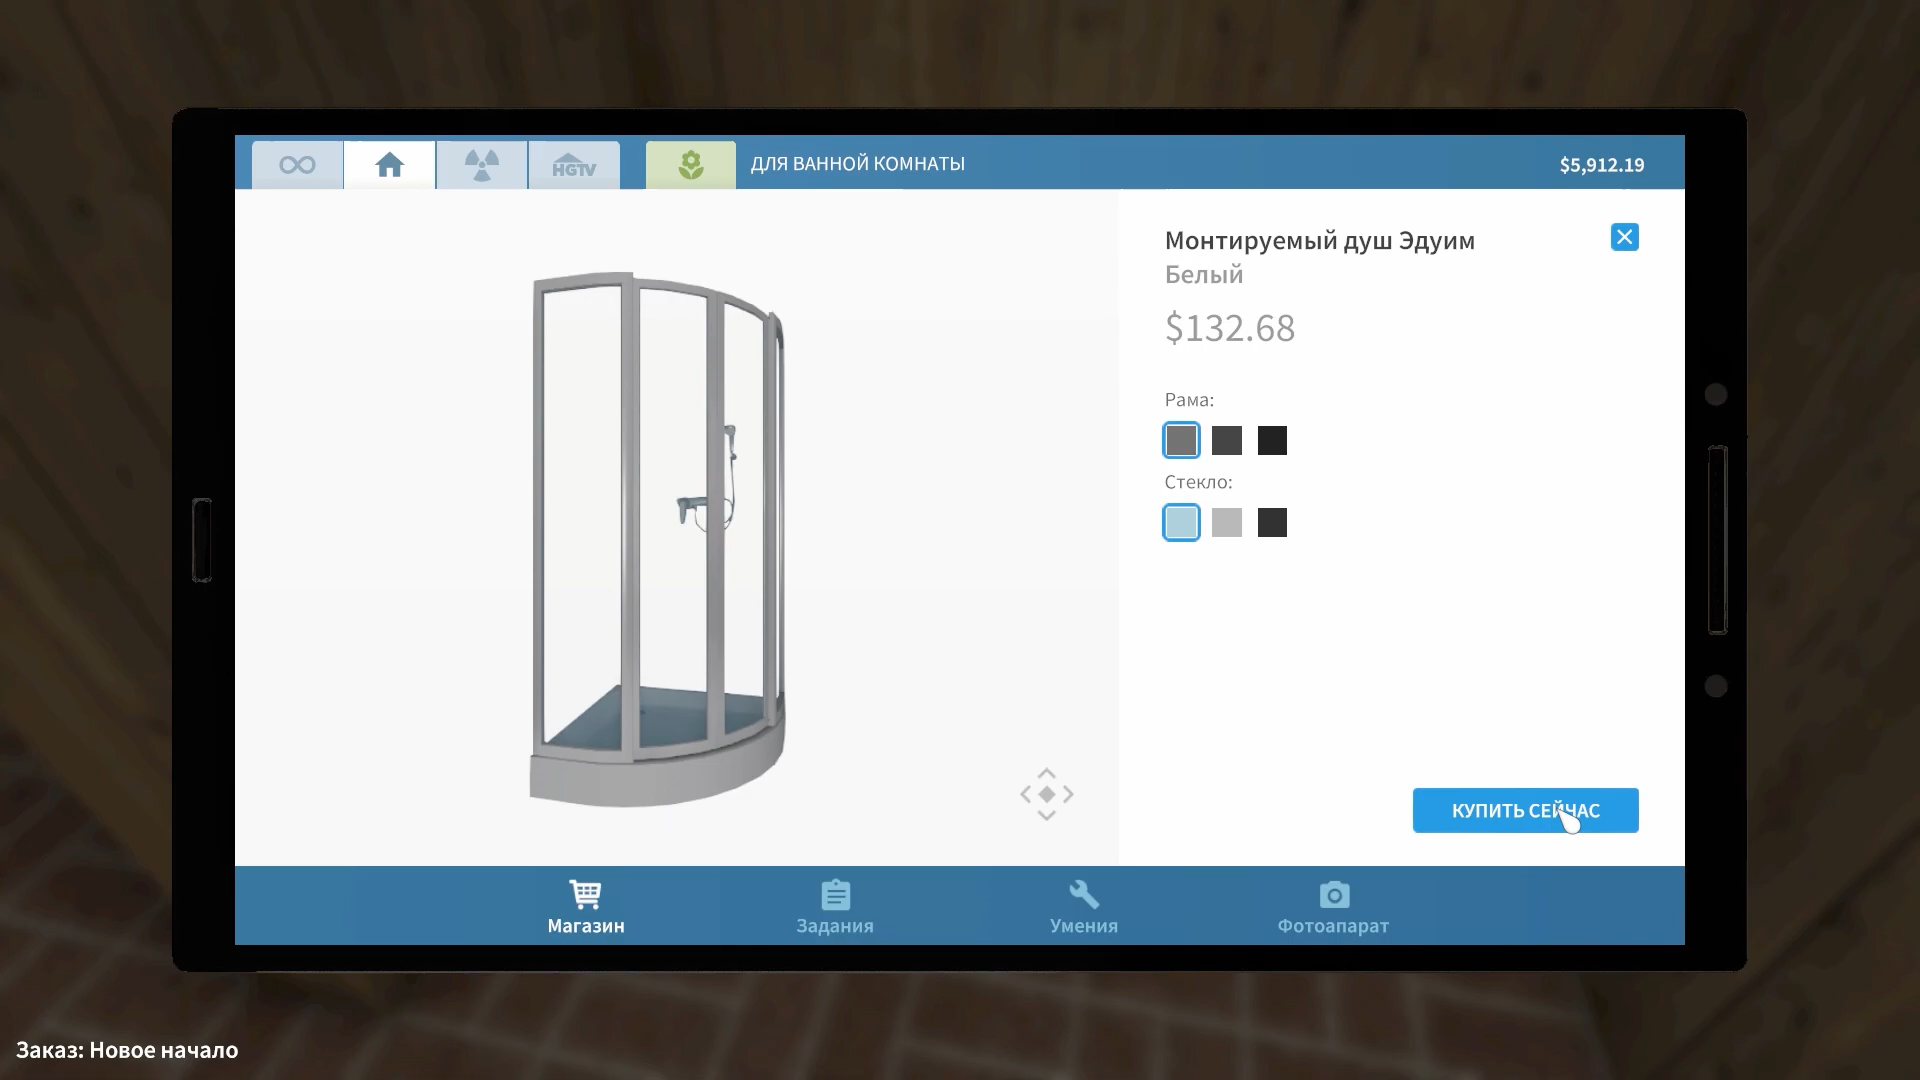 HGTV
ДЛЯ ВАННОЙ КОМНАТЫ
$5,912.19
Монтируемый душ Эдуим
Белый
$132.68
Рама:
Стекло:
КУПИТЬ СЕЙЧАС
Магазин
Задания
Умения
Фотоапарат
Заказ: Новое начало